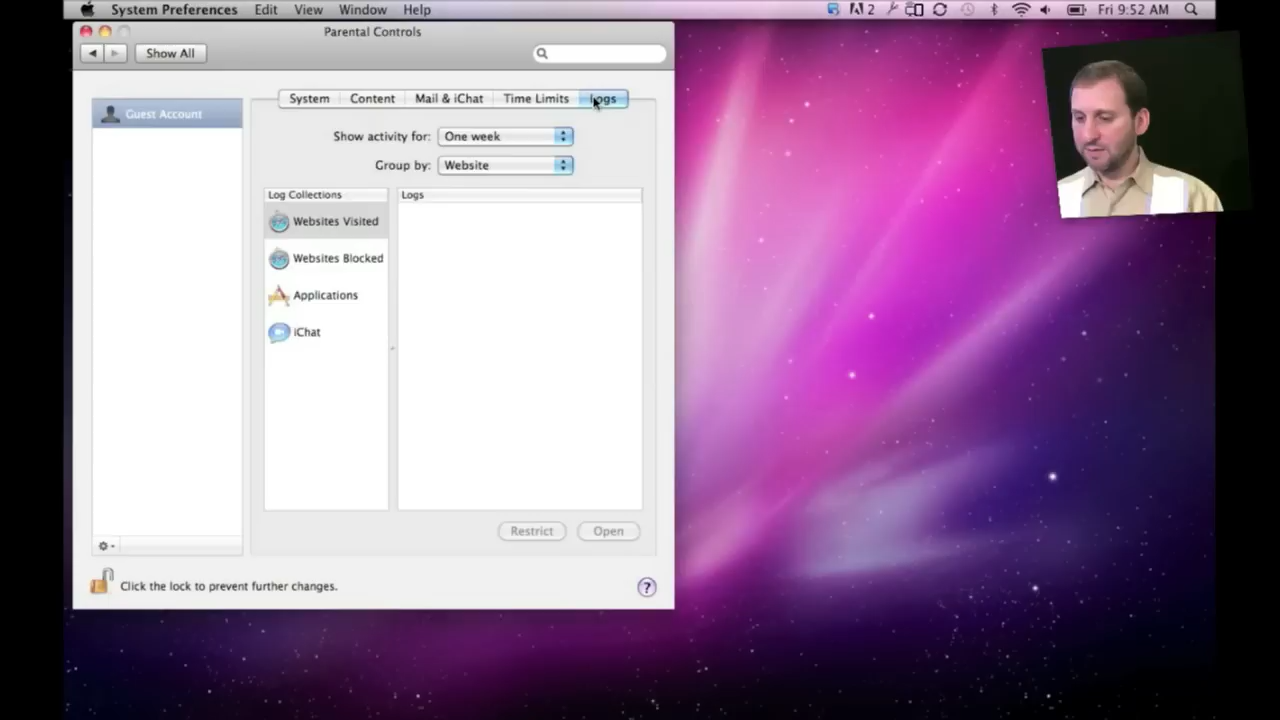 System Preferences Edit View Window Help
2 Fri 9:52 AM
Parental Controls
Show All
Guest Account
System Content Mail & iChat Time Limits Logs
Show activity for: One week
Group by: Website
Log Collections Logs
Websites Visited
Websites Blocked
Applications
iChat
Restrict Open
Click the lock to prevent further changes. ?